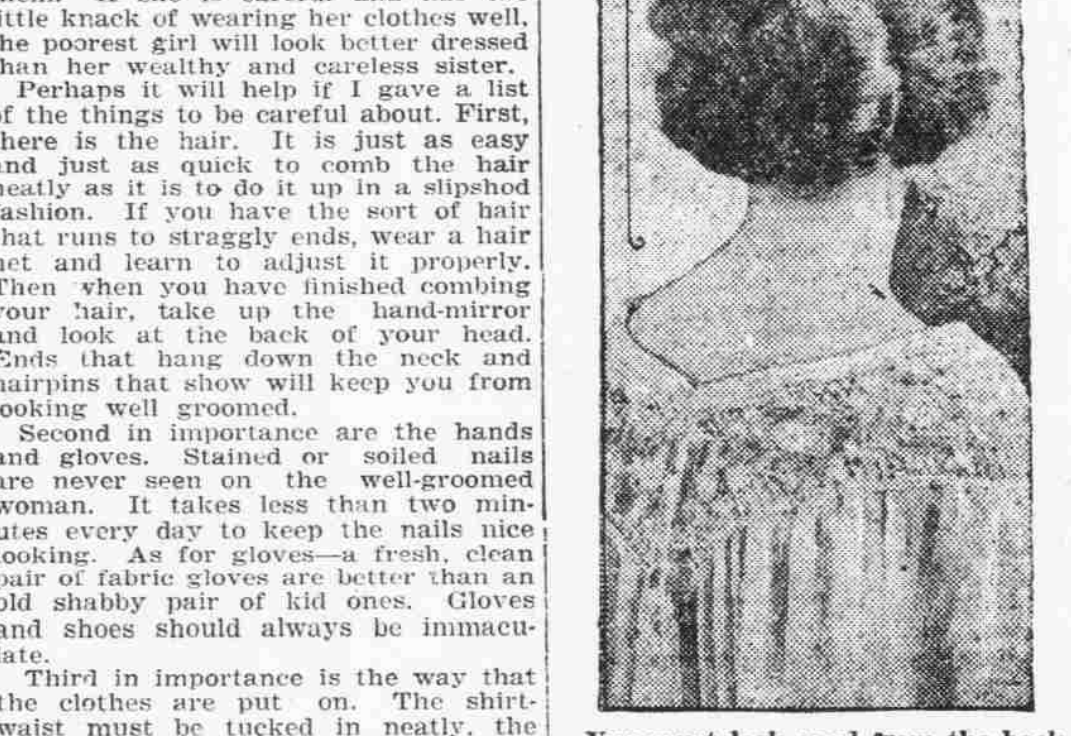 ittle knack of wearing her clothes well,
he poorest girl will look better dressed
han her wealthy and careless sister.
Perhaps it will help if I gave a list
of the things to be careful about. First,
here is the hair. It is just as easy
and just as quick to comb the hair
neatly as it is to do it up in a slipshod
fashion. If you have the sort of hair
that runs to straggly ends, wear a hair
net and learn to adjust it properly.
Then when you have finished combing
your hair, take up the hand-mirror
and look at the back of your head.
Ends that hang down the neck and
hairpins that show will keep you from
looking well groomed.
Second in importance are the hands
and gloves. Stained or soiled nails
are never seen on the well-groomed
woman. It takes less than two min-
utes every day to keep the nails nice
looking. As for gloves—a fresh, clean
pair of fabric gloves are better than an
old shabby pair of kid ones. Gloves
and shoes should always be immacu-
late.
Third in importance is the way that
the clothes are put on. The shirt-
waist must be tucked in neatly, the